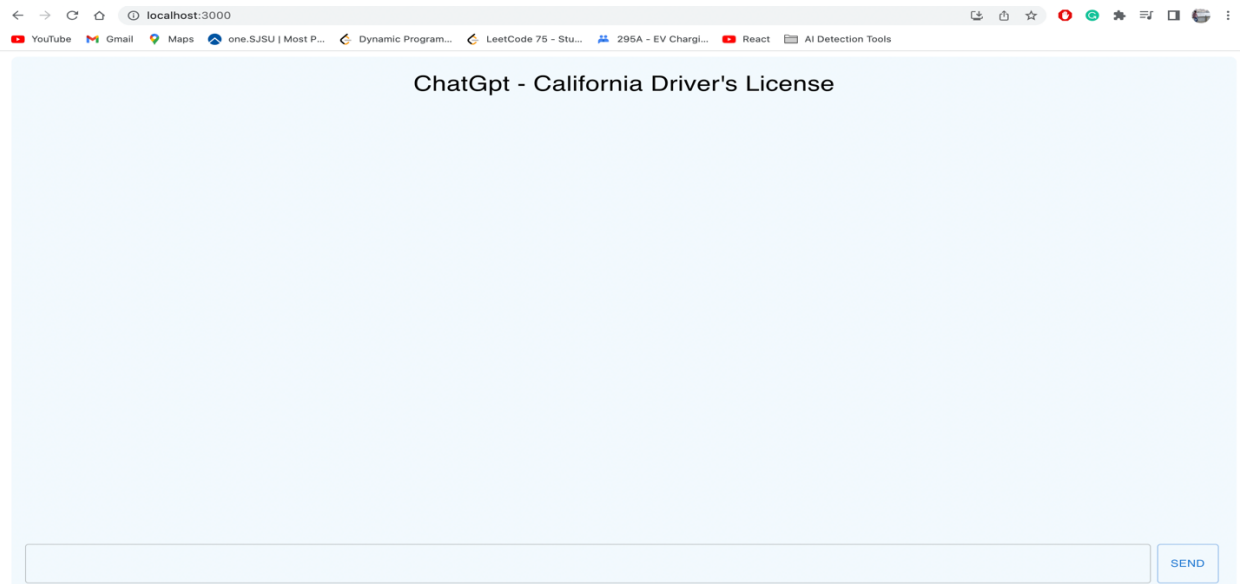 localhost:3000
YouTube Gmail Maps one.SJSU | Most P... Dynamic Program... LeetCode 75 - Stu... 295A - EV Chargi... React AI Detection Tools
ChatGpt - California Driver's License
SEND